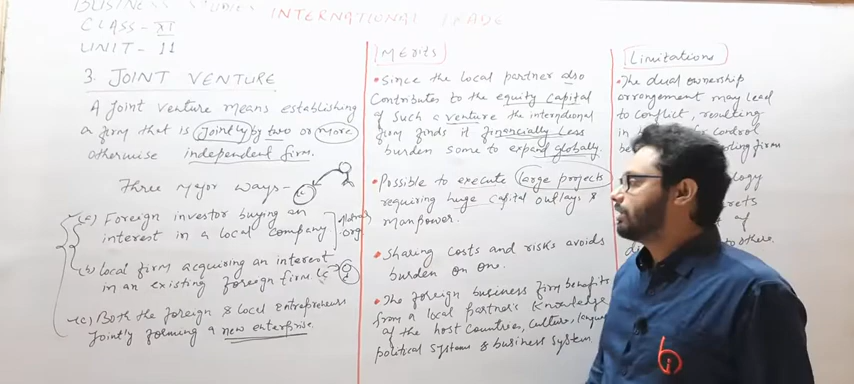 BUSINESS STUDIES INTERNATIONAL TRADE
CLASS - XI
UNIT - 11
3. JOINT VENTURE
A Joint venture means establishing
a firm that is Jointly by two or more
otherwise independent firm.
Three Major ways -
(a) Foreign investor buying an
interest in a local company
(b) Local firm acquiring an interest
in an existing foreign firm.
(c) Both the foreign & local entrepreneurs
Jointly forming a new enterprise.
Merits
• Since the local partner also
Contributes to the equity Capital
of such a venture the international
firm finds it financially Less
burden some to expand globally.
• Possible to execute large projects
requiring huge capital outlays &
manpower.
• Sharing costs and risks avoids
burden on one.
• The foreign business firm benefits
from a local partner's knowledge
of the host Countries, Culture,
political systems & business system
Limitations
• The dual ownership
arrangement may lead
to conflict, resulting
in
firm
others.